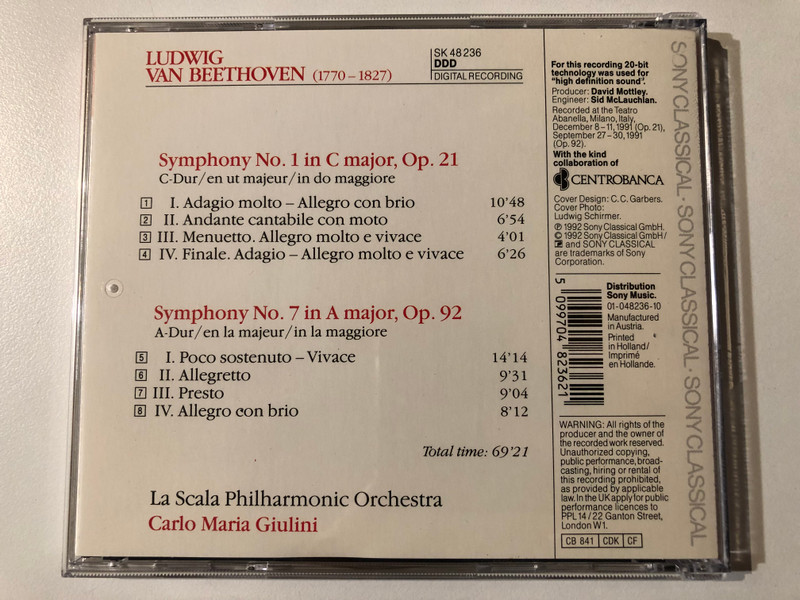 LUDWIG
VAN BEETHOVEN (1770–1827)
SK 48 236
DDD
DIGITAL RECORDING
Symphony No. 1 in C major, Op. 21
C-Dur/en ut majeur/in do maggiore
1 I. Adagio molto – Allegro con brio 10'48
2 II. Andante cantabile con moto 6'54
3 III. Menuetto. Allegro molto e vivace 4'01
4 IV. Finale. Adagio – Allegro molto e vivace 6'26
Symphony No. 7 in A major, Op. 92
A-Dur/en la majeur/in la maggiore
5 I. Poco sostenuto – Vivace 14'14
6 II. Allegretto 9'31
7 III. Presto 9'04
8 IV. Allegro con brio 8'12
Total time: 69'21
La Scala Philharmonic Orchestra
Carlo Maria Giulini
For this recording 20-bit
technology was used for
"high definition sound".
Producer: David Mottley.
Engineer: Sid McLauchlan.
Recorded at the Teatro
Abanella, Milano, Italy,
December 8–11, 1991 (Op. 21),
September 27–30, 1991
(Op. 92).
With the kind
collaboration of
CENTROBANCA
Cover Design: C. C. Garbers.
Cover Photo:
Ludwig Schirmer.
℗ 1992 Sony Classical GmbH.
© 1992 Sony Classical GmbH/
and SONY CLASSICAL
are trademarks of Sony
Corporation.
5 099704 823621
Distribution
Sony Music.
01-048236-10
Manufactured
in Austria.
Printed
in Holland/
Imprimé
en Hollande.
WARNING: All rights of the
producer and the owner of
the recorded work reserved.
Unauthorized copying,
public performance, broad-
casting, hiring or rental of
this recording prohibited,
as provided by applicable
law. In the UK apply for public
performance licences to
PPL 14/22 Ganton Street,
London W1.
CB 841 CDK CF
SONY CLASSICAL · SONY CLASSICAL · SONY CLASSICAL